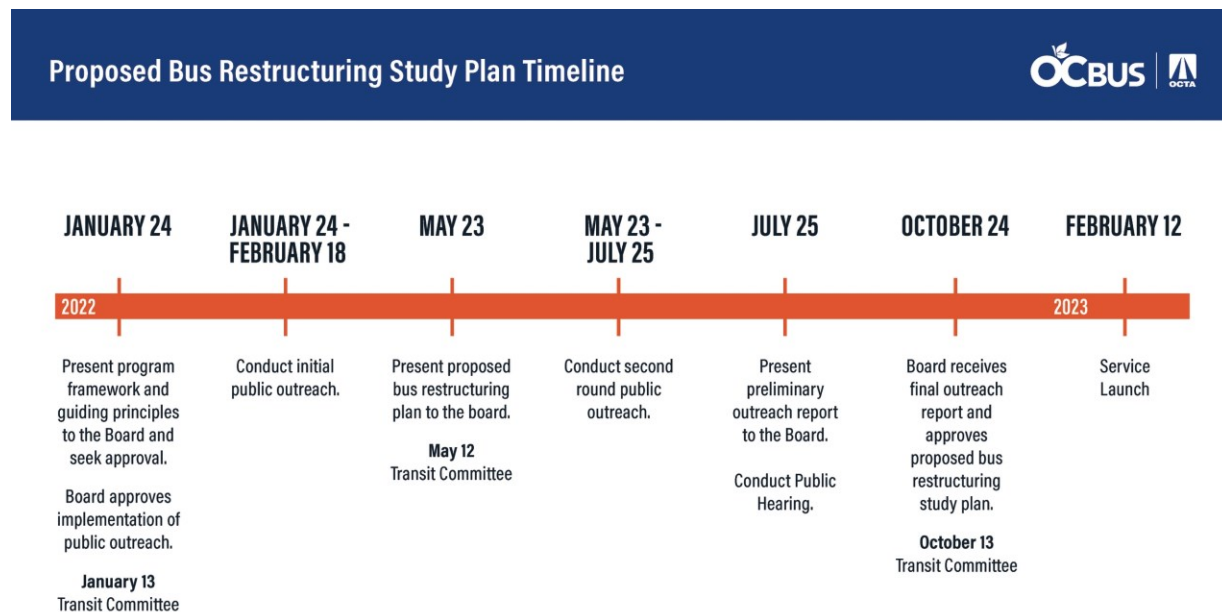 Proposed Bus Restructuring Study Plan Timeline
OCBUS
OCTA
JANUARY 24
JANUARY 24 -
FEBRUARY 18
MAY 23
MAY 23 -
JULY 25
JULY 25
OCTOBER 24
FEBRUARY 12
2022
2023
Present program
framework and
guiding principles
to the Board and
seek approval.
Board approves
implementation of
public outreach.
January 13
Transit Committee
Conduct initial
public outreach.
Present proposed
bus restructuring
plan to the board.
May 12
Transit Committee
Conduct second
round public
outreach.
Present
preliminary
outreach report
to the Board.
Conduct Public
Hearing.
Board receives
final outreach
report and
approves
proposed bus
restructuring
study plan.
October 13
Transit Committee
Service
Launch